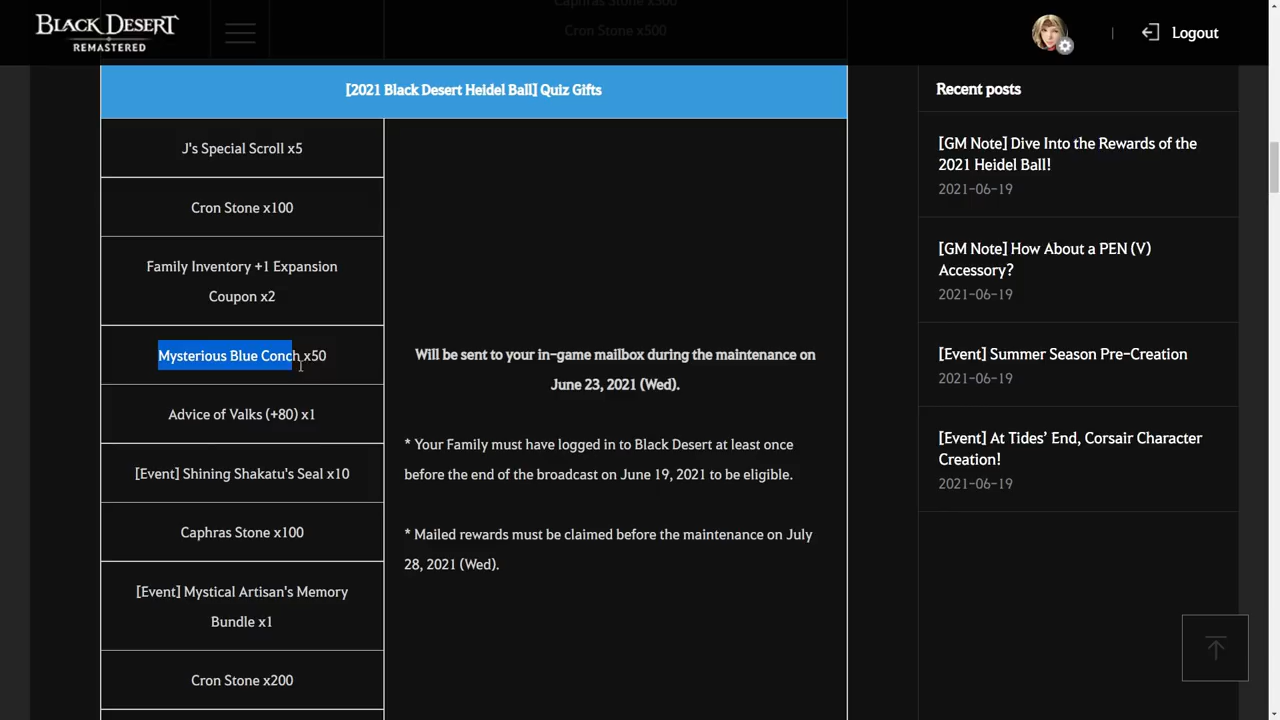 Caphras Stone x500
Cron Stone x500
BLACK DESERT
REMASTERED
Logout
[2021 Black Desert Heidel Ball] Quiz Gifts
J's Special Scroll x5
Cron Stone x100
Family Inventory +1 Expansion
Coupon x2
Mysterious Blue Conch x50
Advice of Valks (+80) x1
[Event] Shining Shakatu's Seal x10
Caphras Stone x100
[Event] Mystical Artisan's Memory
Bundle x1
Cron Stone x200
Will be sent to your in-game mailbox during the maintenance on
June 23, 2021 (Wed).
* Your Family must have logged in to Black Desert at least once
before the end of the broadcast on June 19, 2021 to be eligible.
* Mailed rewards must be claimed before the maintenance on July
28, 2021 (Wed).
Recent posts
[GM Note] Dive Into the Rewards of the
2021 Heidel Ball!
2021-06-19
[GM Note] How About a PEN (V)
Accessory?
2021-06-19
[Event] Summer Season Pre-Creation
2021-06-19
[Event] At Tides’ End, Corsair Character
Creation!
2021-06-19